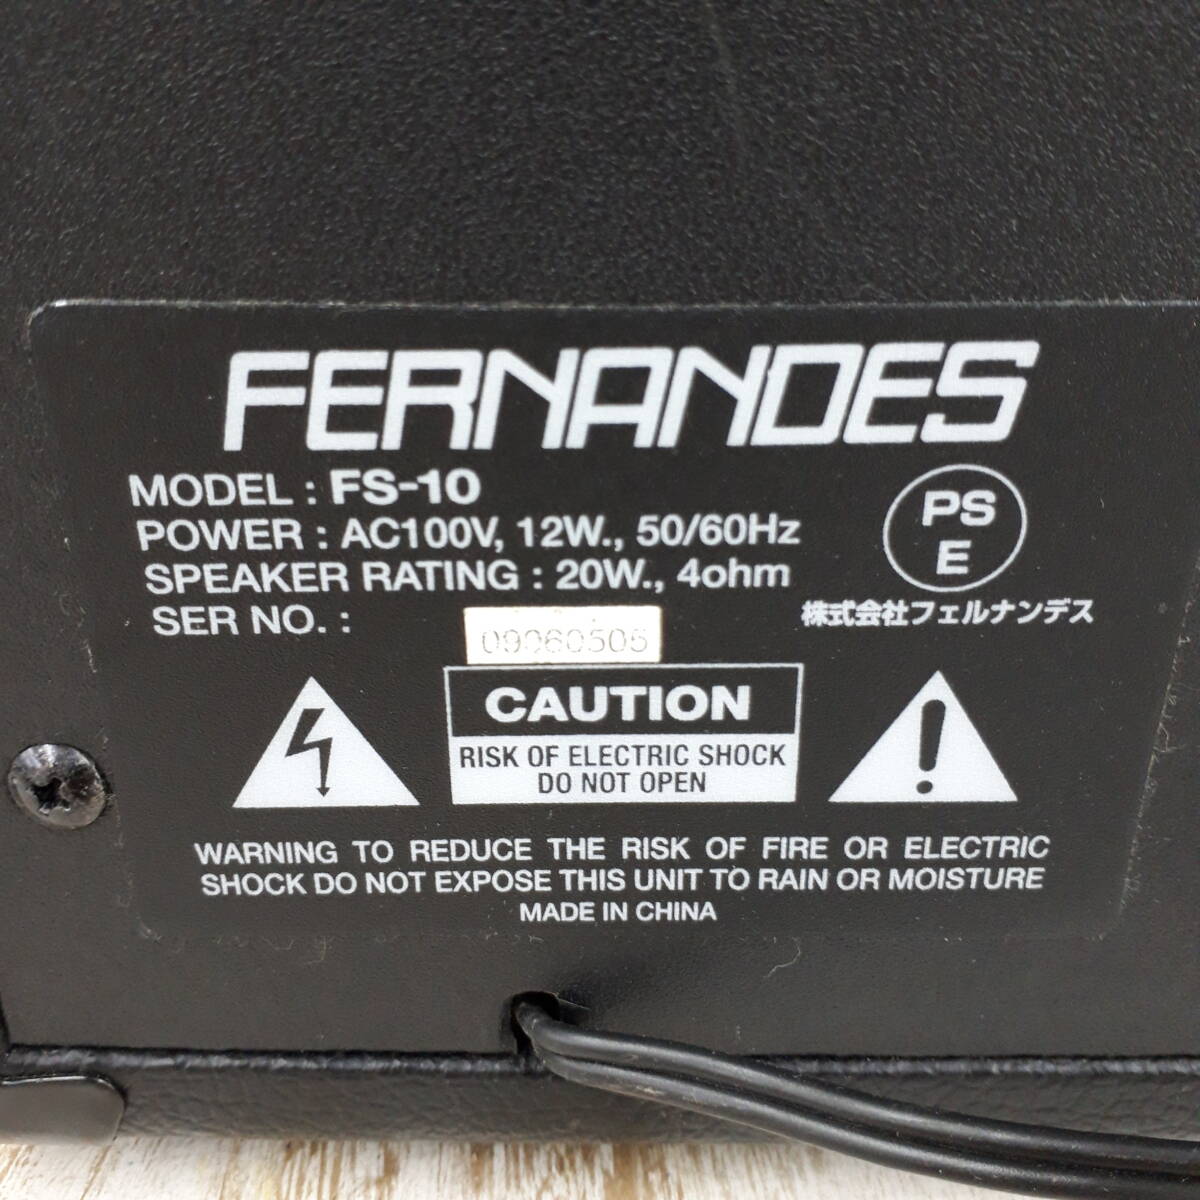 FERNANDES
MODEL : FS-10
POWER : AC100V, 12W., 50/60Hz
SPEAKER RATING : 20W., 4ohm
SER NO. : 09060505
PS
E
株式会社フェルナンデス
CAUTION
RISK OF ELECTRIC SHOCK
DO NOT OPEN
WARNING TO REDUCE THE RISK OF FIRE OR ELECTRIC
SHOCK DO NOT EXPOSE THIS UNIT TO RAIN OR MOISTURE
MADE IN CHINA